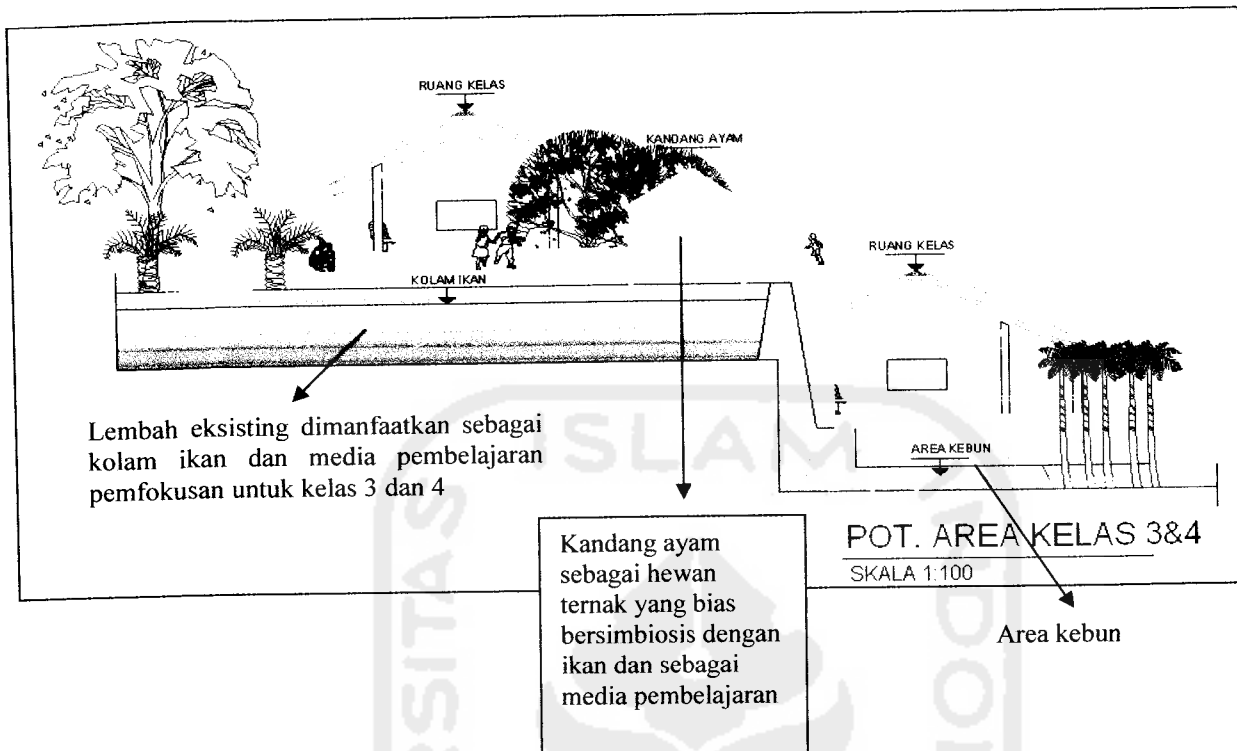 RUANG KELAS
KANDANG AYAM
RUANG KELAS
KOLAM IKAN
Lembah eksisting dimanfaatkan sebagai
kolam ikan dan media pembelajaran
pemfokusan untuk kelas 3 dan 4
AREA KEBUN
POT. AREA KELAS 3&4
SKALA 1:100
Kandang ayam
sebagai hewan
ternak yang bias
bersimbiosis dengan
ikan dan sebagai
media pembelajaran
Area kebun
ISLAM